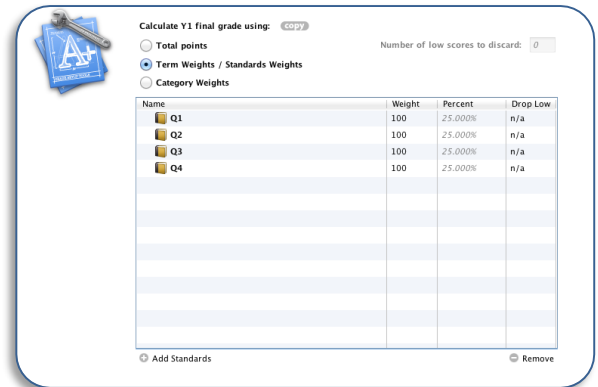 Calculate Y1 final grade using: copy
Total points Number of low scores to discard: 0
Term Weights / Standards Weights
Category Weights
Name Weight Percent Drop Low
Q1 100 25.000% n/a
Q2 100 25.000% n/a
Q3 100 25.000% n/a
Q4 100 25.000% n/a
Add Standards Remove
A+